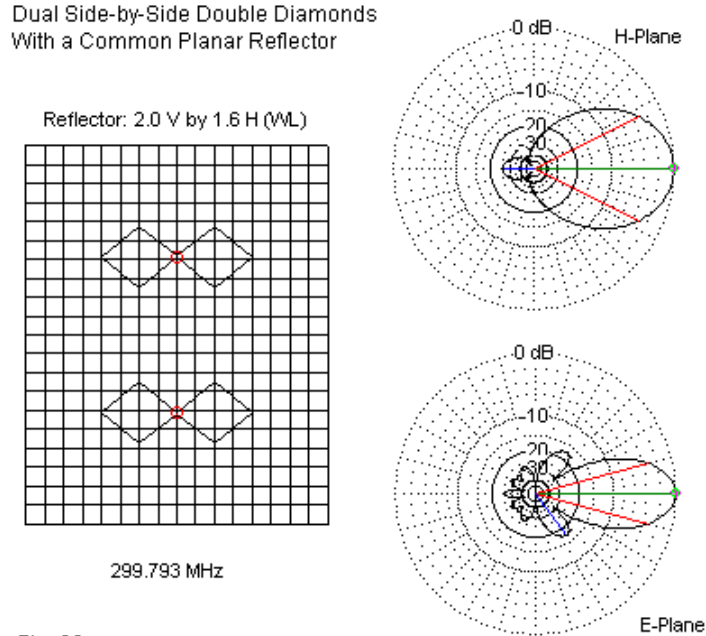 Dual Side-by-Side Double Diamonds
With a Common Planar Reflector
Reflector: 2.0 V by 1.6 H (WL)
299.793 MHz
0 dB
H-Plane
-10
20
30
0 dB
-10
20
30
E-Plane